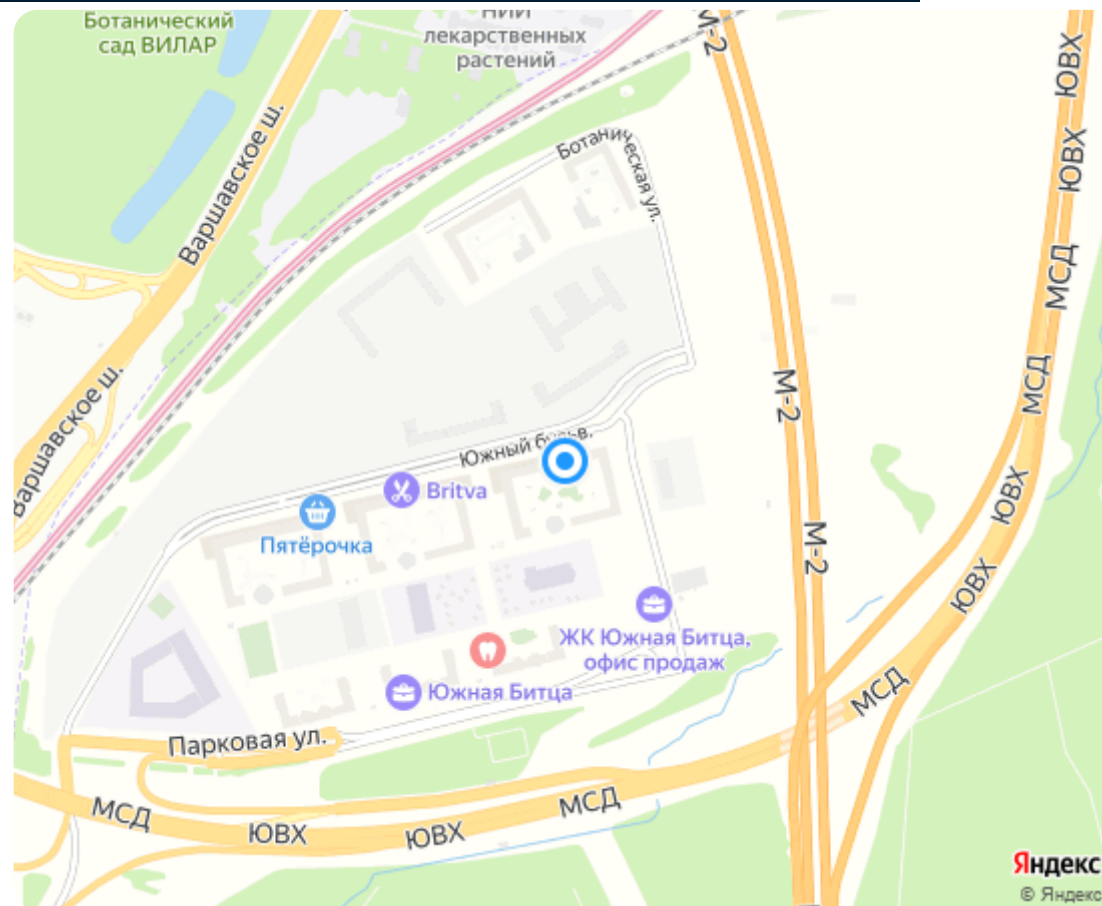 Ботанический
сад ВИЛАР
НИИ
лекарственных
растений
М-2
ЮВХ
Варшавское ш.
Ботаническая ул.
ЮВХ
МСД
МСД
М-2
Варшавское ш.
Южный бульв.
Britva
Пятёрочка
ЮВХ
М-2
ЮВХ
ЖК Южная Битца,
офис продаж
Южная Битца
МСД
Парковая ул.
МСД
ЮВХ
ЮВХ
МСД
Яндекс
© Яндекс